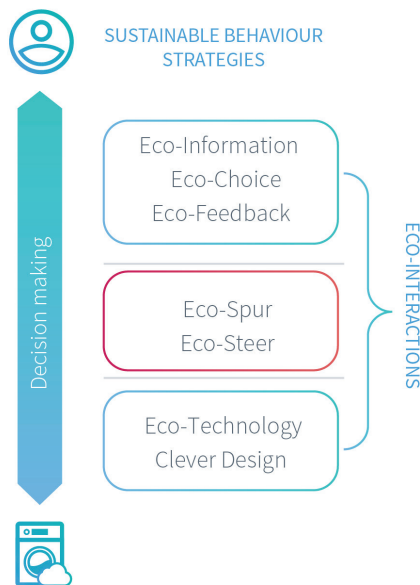 SUSTAINABLE BEHAVIOUR
STRATEGIES
Decision making
Eco-Information
Eco-Choice
Eco-Feedback
Eco-Spur
Eco-Steer
Eco-Technology
Clever Design
ECO-INTERACTIONS